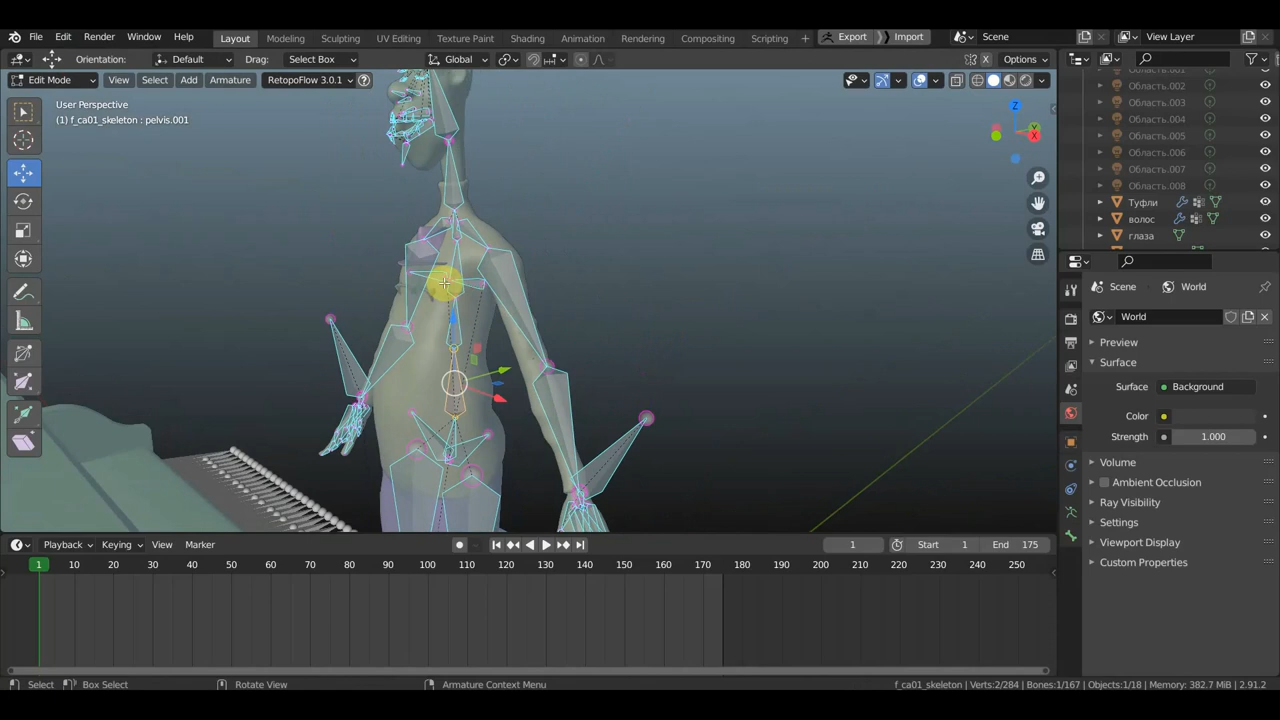 File Edit Render Window Help Layout Modeling Sculpting UV Editing Texture Paint Shading Animation Rendering Compositing Scripting + Export Import Scene View Layer
Orientation: Default Drag: Select Box Global X Options
Edit Mode View Select Add Armature RetopoFlow 3.0.1 ?
User Perspective
(1) f_ca01_skeleton : pelvis.001
Z
Y
X
Область.002
Область.003
Область.004
Область.005
Область.006
Область.007
Область.008
Туфли
волос
глаза
Scene World
World
Preview
Surface
Surface Background
Color
Strength 1.000
Volume
Ambient Occlusion
Ray Visibility
Settings
Viewport Display
Custom Properties
Playback Keying View Marker 1 Start 1 End 175
1 10 20 30 40 50 60 70 80 90 100 110 120 130 140 150 160 170 180 190 200 210 220 230 240 250
Select Box Select Rotate View Armature Context Menu f_ca01_skeleton | Verts:2/284 | Bones:1/167 | Objects:1/18 | Memory: 382.7 MiB | 2.91.2